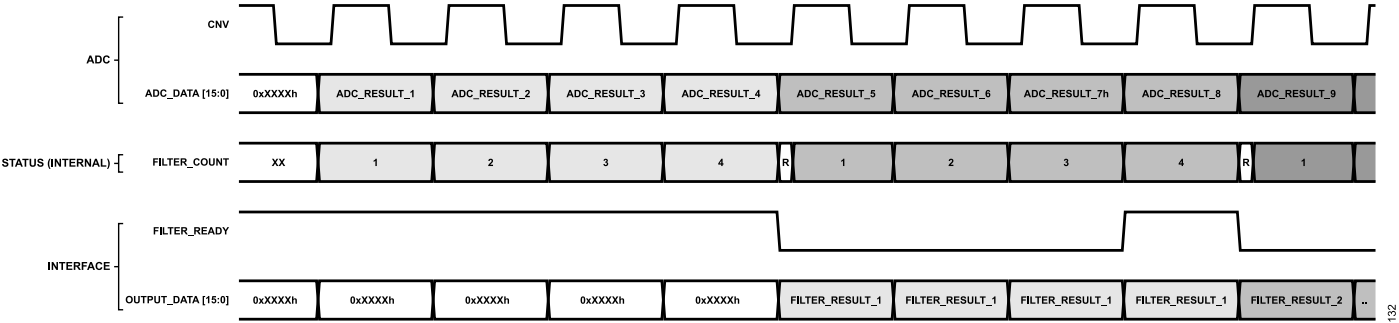 CNV
ADC
ADC_DATA [15:0] 0xXXXXh ADC_RESULT_1 ADC_RESULT_2 ADC_RESULT_3 ADC_RESULT_4 ADC_RESULT_5 ADC_RESULT_6 ADC_RESULT_7h ADC_RESULT_8 ADC_RESULT_9
STATUS (INTERNAL) FILTER_COUNT XX 1 2 3 4 R 1 2 3 4 R 1
FILTER_READY
INTERFACE
OUTPUT_DATA [15:0] 0xXXXXh 0xXXXXh 0xXXXXh 0xXXXXh 0xXXXXh FILTER_RESULT_1 FILTER_RESULT_1 FILTER_RESULT_1 FILTER_RESULT_1 FILTER_RESULT_2 ..
132